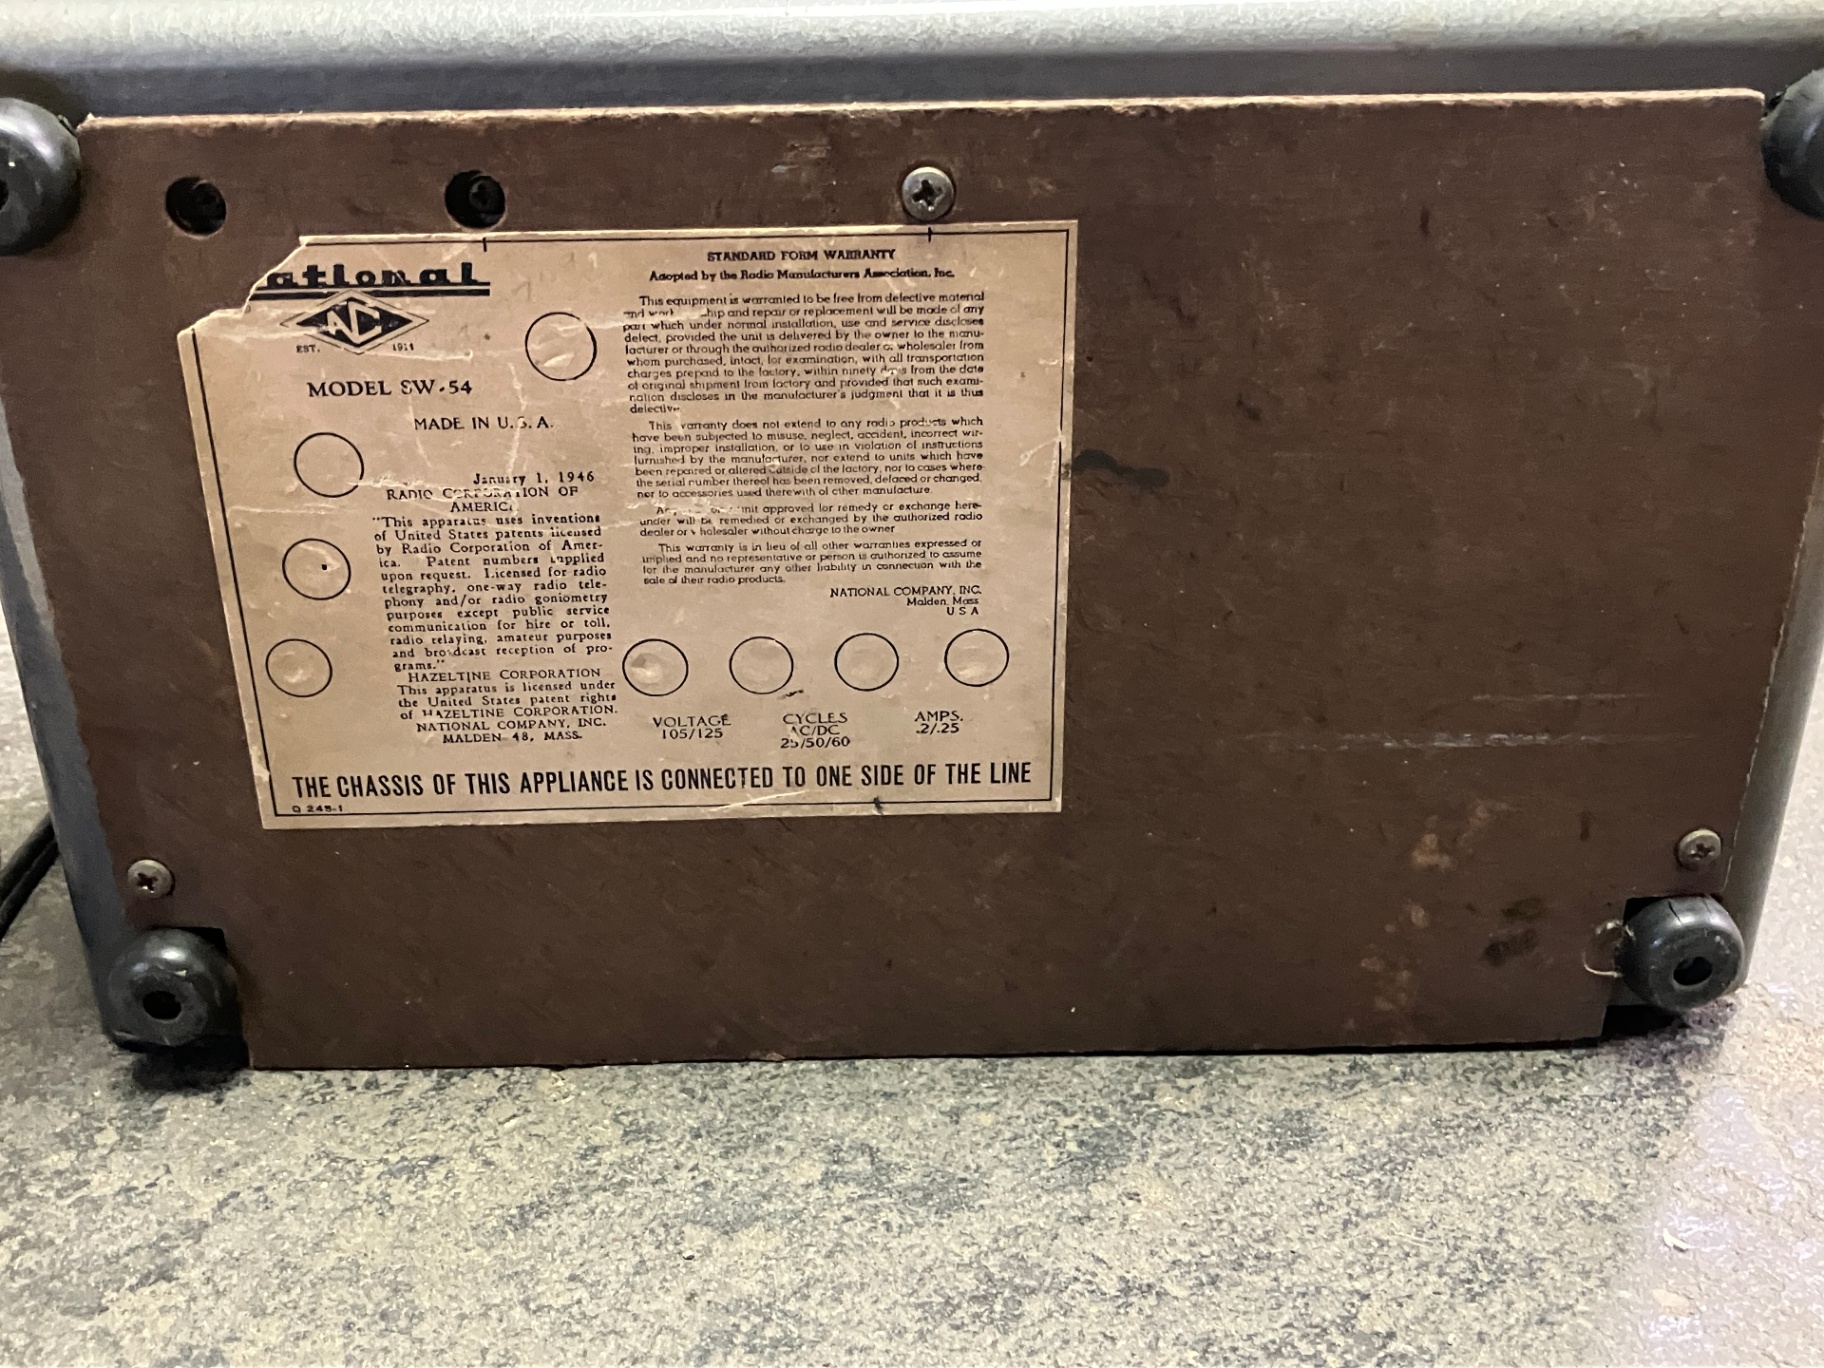 ational
NC
EST. 1914
MODEL SW-54
MADE IN U.S.A.
January 1, 1946
RADIO CORPORATION OF
AMERICA
"This apparatus uses inventions
of United States patents licensed
by Radio Corporation of Amer-
ica. Patent numbers supplied
upon request. Licensed for radio
telegraphy, one-way radio tele-
phony and/or radio goniometry
purposes except public service
communication for hire or toll,
radio relaying, amateur purposes
and broadcast reception of pro-
grams."
HAZELTINE CORPORATION
This apparatus is licensed under
the United States patent rights
of HAZELTINE CORPORATION.
NATIONAL COMPANY, INC.
MALDEN 48, MASS.
STANDARD FORM WARRANTY
Adopted by the Radio Manufacturers Association, Inc.
This equipment is warranted to be free from defective material
and workmanship and repair or replacement will be made of any
part which under normal installation, use and service discloses
defect, provided the unit is delivered by the owner to the manu-
facturer or through the authorized radio dealer or wholesaler from
whom purchased, intact, for examination, with all transportation
charges prepaid to the factory, within ninety days from the date
of original shipment from factory and provided that such exami-
nation discloses in the manufacturer's judgment that it is thus
defective.
This warranty does not extend to any radio products which
have been subjected to misuse, neglect, accident, incorrect wir-
ing, improper installation, or to use in violation of instructions
furnished by the manufacturer, nor extend to units which have
been repaired or altered outside of the factory, nor to cases where
the serial number thereof has been removed, defaced or changed,
nor to accessories used therewith of other manufacture.
unit approved for remedy or exchange here-
under will be remedied or exchanged by the authorized radio
dealer or wholesaler without charge to the owner
This warranty is in lieu of all other warranties expressed or
implied and no representative or person is authorized to assume
for the manufacturer any other liability in connection with the
sale of their radio products.
NATIONAL COMPANY, INC.
Malden, Mass
U S A
VOLTAGE CYCLES AMPS.
105/125 AC/DC .2/.25
25/50/60
THE CHASSIS OF THIS APPLIANCE IS CONNECTED TO ONE SIDE OF THE LINE
Q 245-1